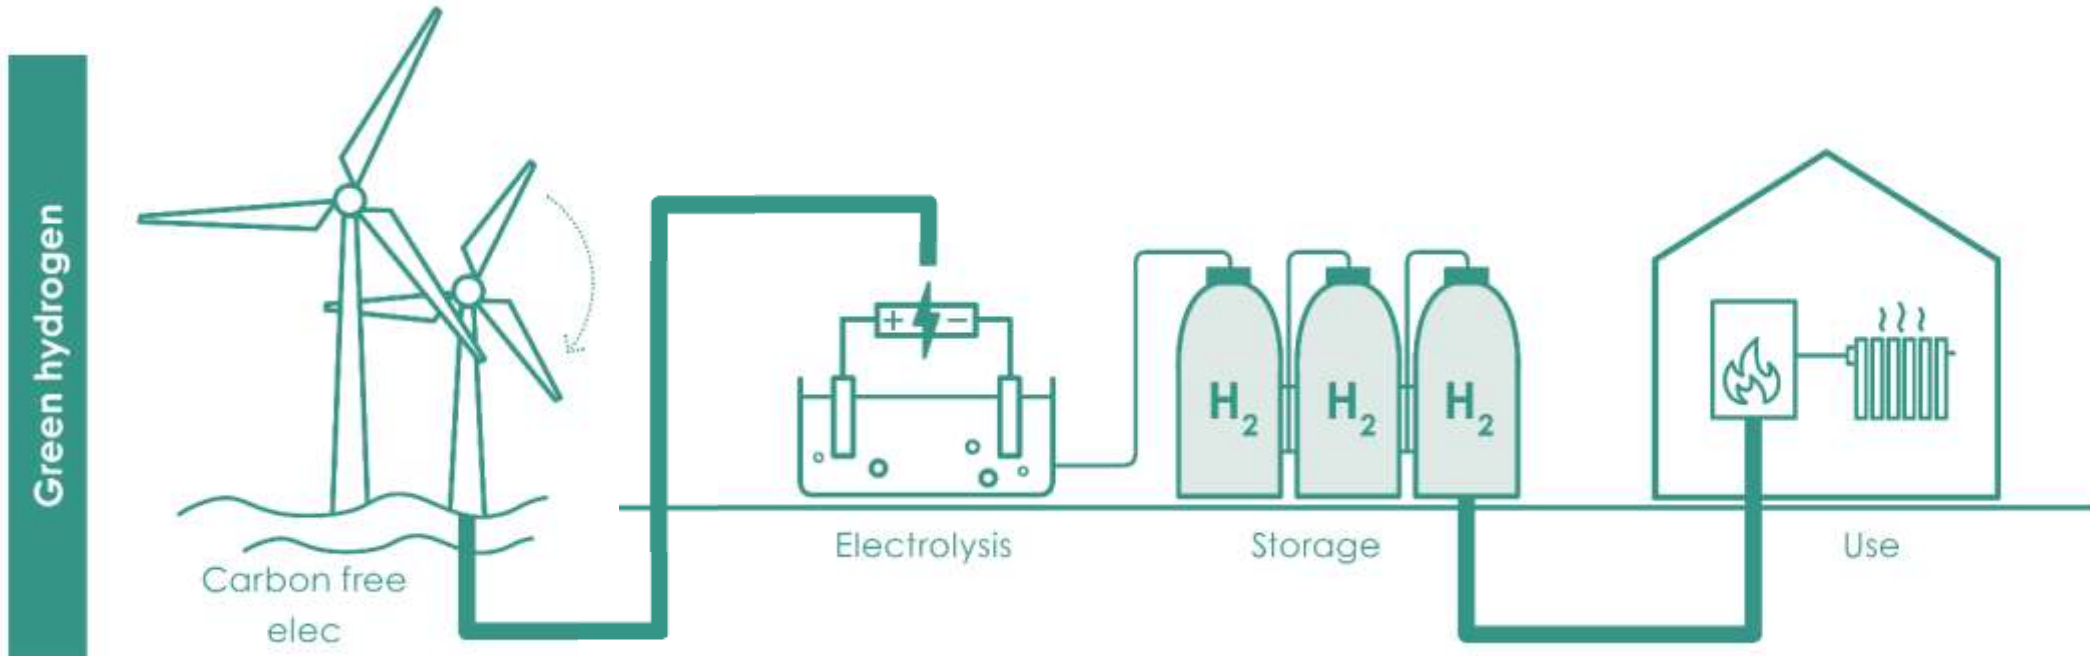 Green hydrogen
Carbon free
elec
+ −
Electrolysis
H2
H2
H2
Storage
Use